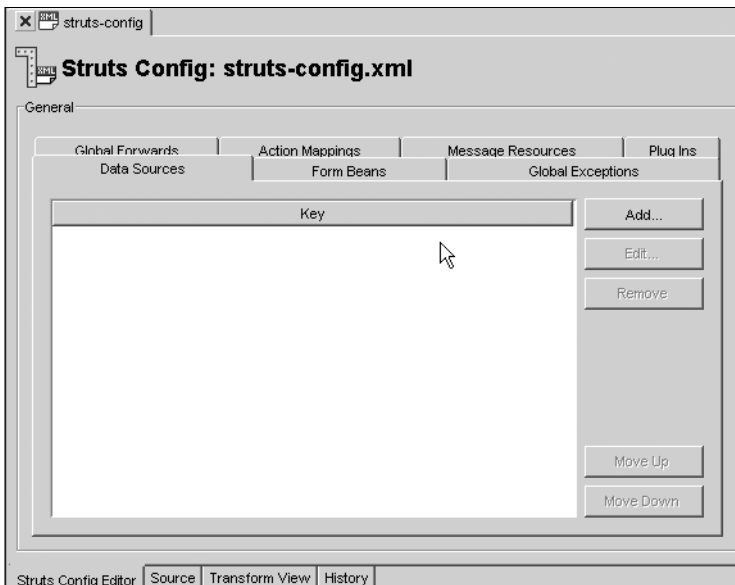 struts-config
Struts Config: struts-config.xml
General
Global Forwards Action Mappings Message Resources Plug Ins
Data Sources Form Beans Global Exceptions
Key Add...
Edit...
Remove
Move Up
Move Down
Struts Config Editor Source Transform View History